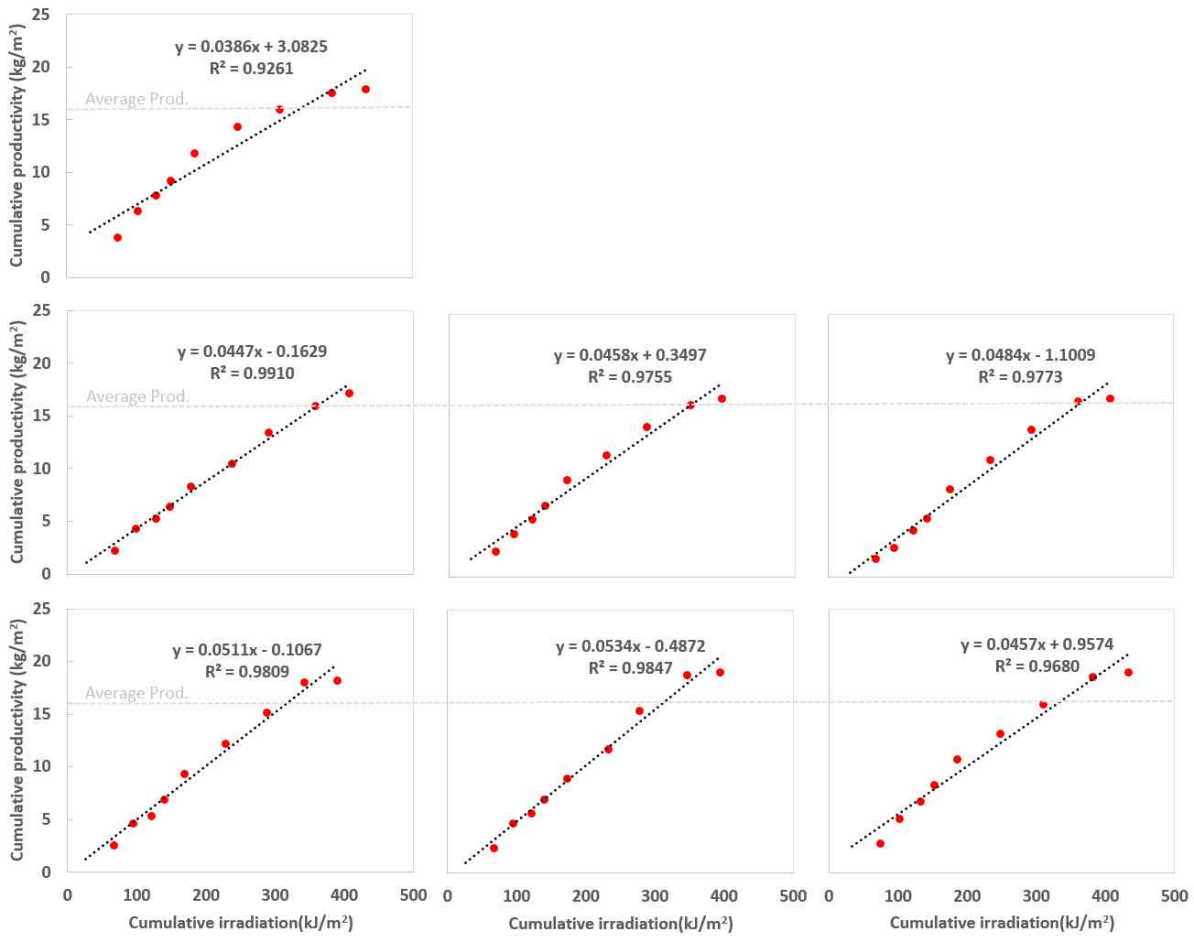 Cumulative productivity (kg/m²)
25
20
15
10
5
0
y = 0.0386x + 3.0825
R² = 0.9261
Average Prod.
Cumulative productivity (kg/m²)
25
20
15
10
5
0
y = 0.0447x - 0.1629
R² = 0.9910
Average Prod.
y = 0.0458x + 0.3497
R² = 0.9755
y = 0.0484x - 1.1009
R² = 0.9773
Cumulative productivity (kg/m²)
25
20
15
10
5
0
y = 0.0511x - 0.1067
R² = 0.9809
Average Prod.
y = 0.0534x - 0.4872
R² = 0.9847
y = 0.0457x + 0.9574
R² = 0.9680
0 100 200 300 400 500
0 100 200 300 400 500
0 100 200 300 400 500
Cumulative irradiation(kJ/m²)
Cumulative irradiation(kJ/m²)
Cumulative irradiation(kJ/m²)